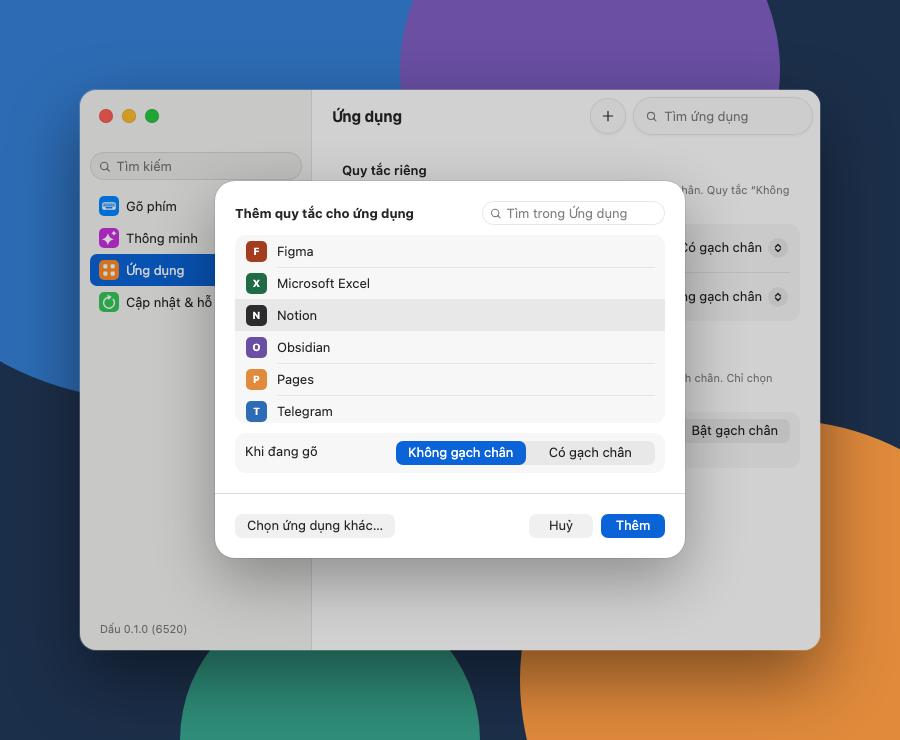 Ứng dụng
Tìm ứng dụng
Tìm kiếm
Gõ phím
Thông minh
Ứng dụng
Cập nhật & hỗ
Dấu 0.1.0 (6520)
Quy tắc riêng
chân. Quy tắc “Không
Có gạch chân
gạch chân
chân. Chỉ chọn
Bật gạch chân
Thêm quy tắc cho ứng dụng
Tìm trong Ứng dụng
F Figma
X Microsoft Excel
N Notion
O Obsidian
P Pages
T Telegram
Khi đang gõ
Không gạch chân
Có gạch chân
Chọn ứng dụng khác...
Huỷ
Thêm